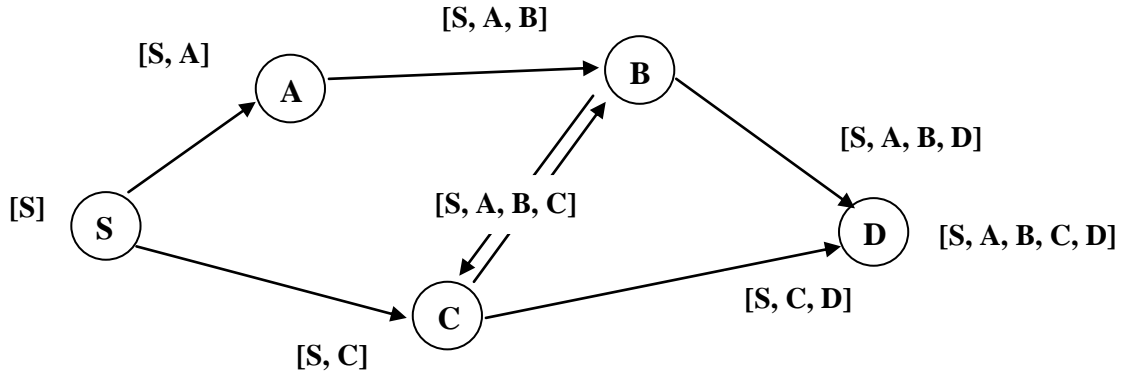 [S, A, B]
[S, A]
A
B
[S, A, B, D]
[S]
S
[S, A, B, C]
D
[S, A, B, C, D]
C
[S, C, D]
[S, C]